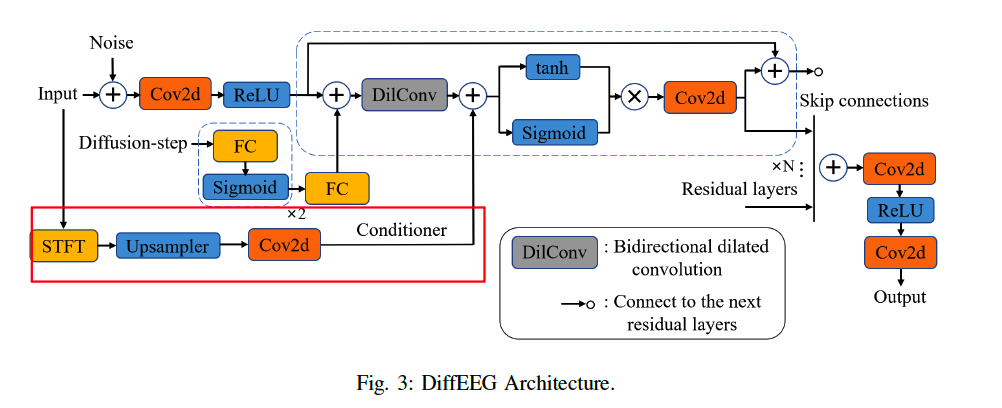 Noise
Input
Cov2d
ReLU
DilConv
tanh
Sigmoid
Cov2d
Skip connections
Diffusion-step
FC
Sigmoid
×2
FC
×N
Residual layers
Cov2d
ReLU
Cov2d
Output
STFT
Upsampler
Cov2d
Conditioner
DilConv
: Bidirectional dilated
convolution
: Connect to the next
residual layers
Fig. 3: DiffEEG Architecture.